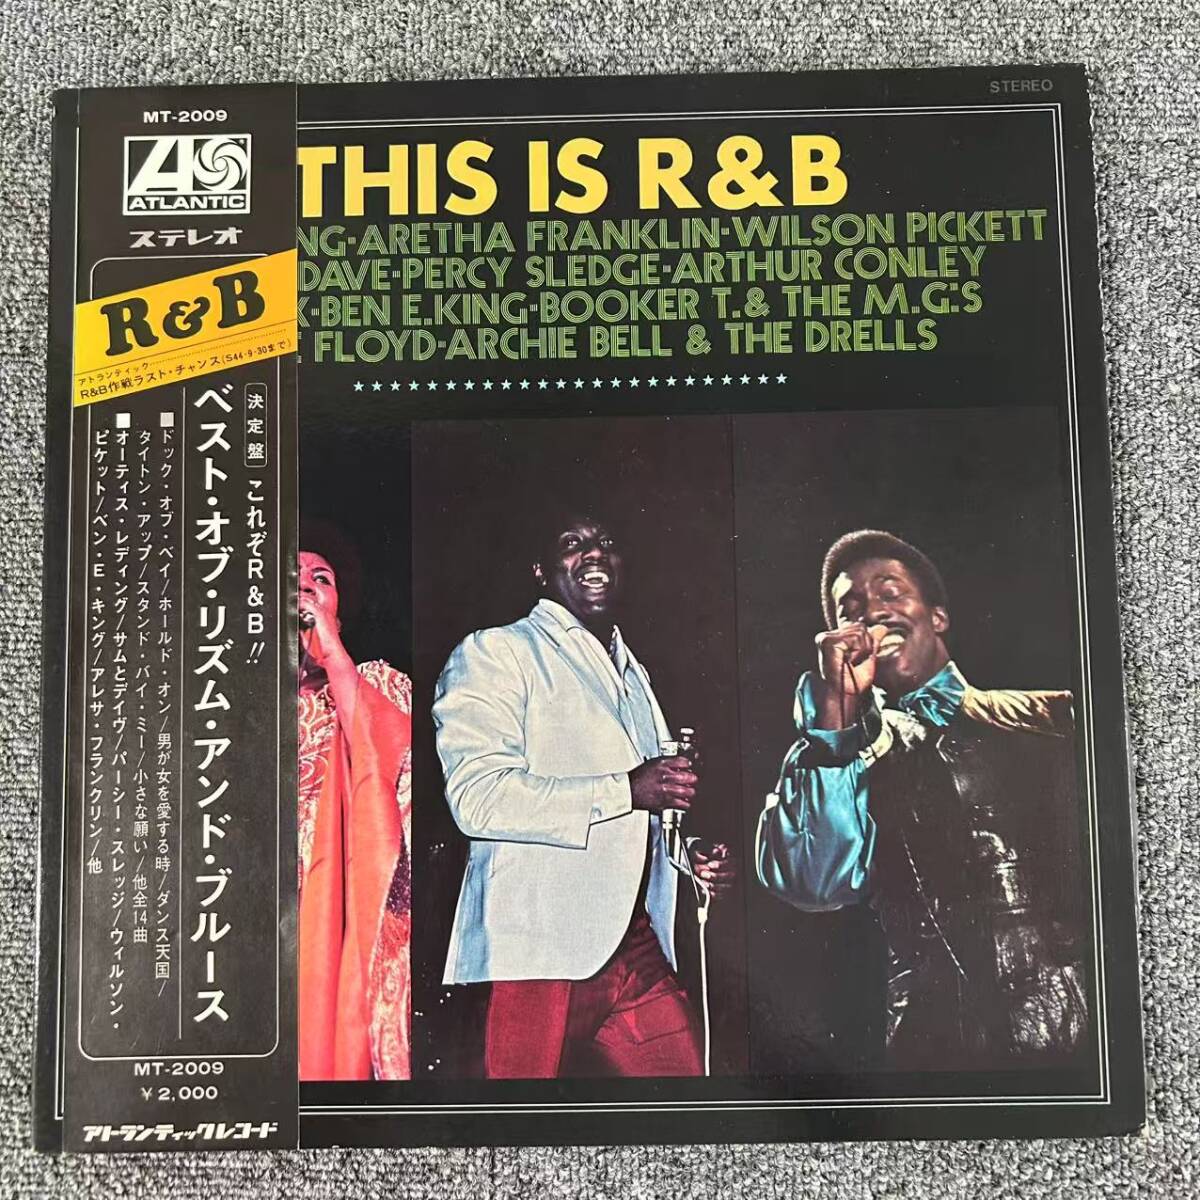 STEREO
THIS IS R&B
NG-ARETHA FRANKLIN-WILSON PICKETT
DAVE-PERCY SLEDGE-ARTHUR CONLEY
X-BEN E.KING-BOOKER T.& THE M.G.'S
E FLOYD-ARCHIE BELL & THE DRELLS
★★★★★★★★★★★★★★★★★★★★★★★★
MT-2009
ATLANTIC
ステレオ
R&B
アトランティック
R&B作戦ラスト・チャンス(S44・9・30まで)
決定盤 これぞR&B!!
ベスト・オブ・リズム・アンド・ブルース
■ドック・オブ・ベイ/ホールド・オン/男が女を愛する時/ダンス天国/
タイトン・アップ/スタンド・バイ・ミー/小さな願い/他全14曲
■オーティス・レディング/サムとデイヴ/パーシー・スレッジ/ウィルソン・
ピケット/ベン・E・キング/アレサ・フランクリン/他
MT-2009
¥2,000
アトランティックレコード